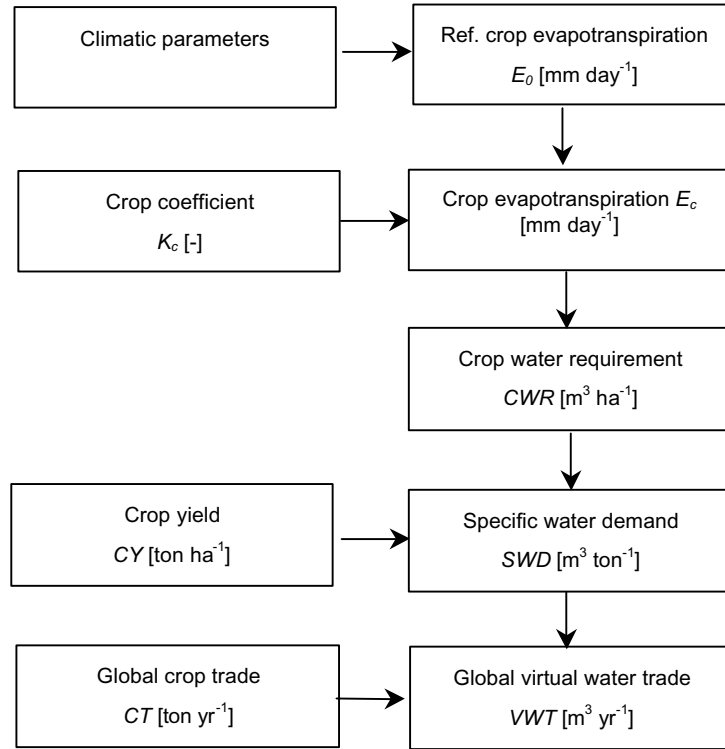 Climatic parameters
Ref. crop evapotranspiration
E₀ [mm day⁻¹]
Crop coefficient
K꜀ [-]
Crop evapotranspiration E꜀
[mm day⁻¹]
Crop water requirement
CWR [m³ ha⁻¹]
Crop yield
CY [ton ha⁻¹]
Specific water demand
SWD [m³ ton⁻¹]
Global crop trade
CT [ton yr⁻¹]
Global virtual water trade
VWT [m³ yr⁻¹]